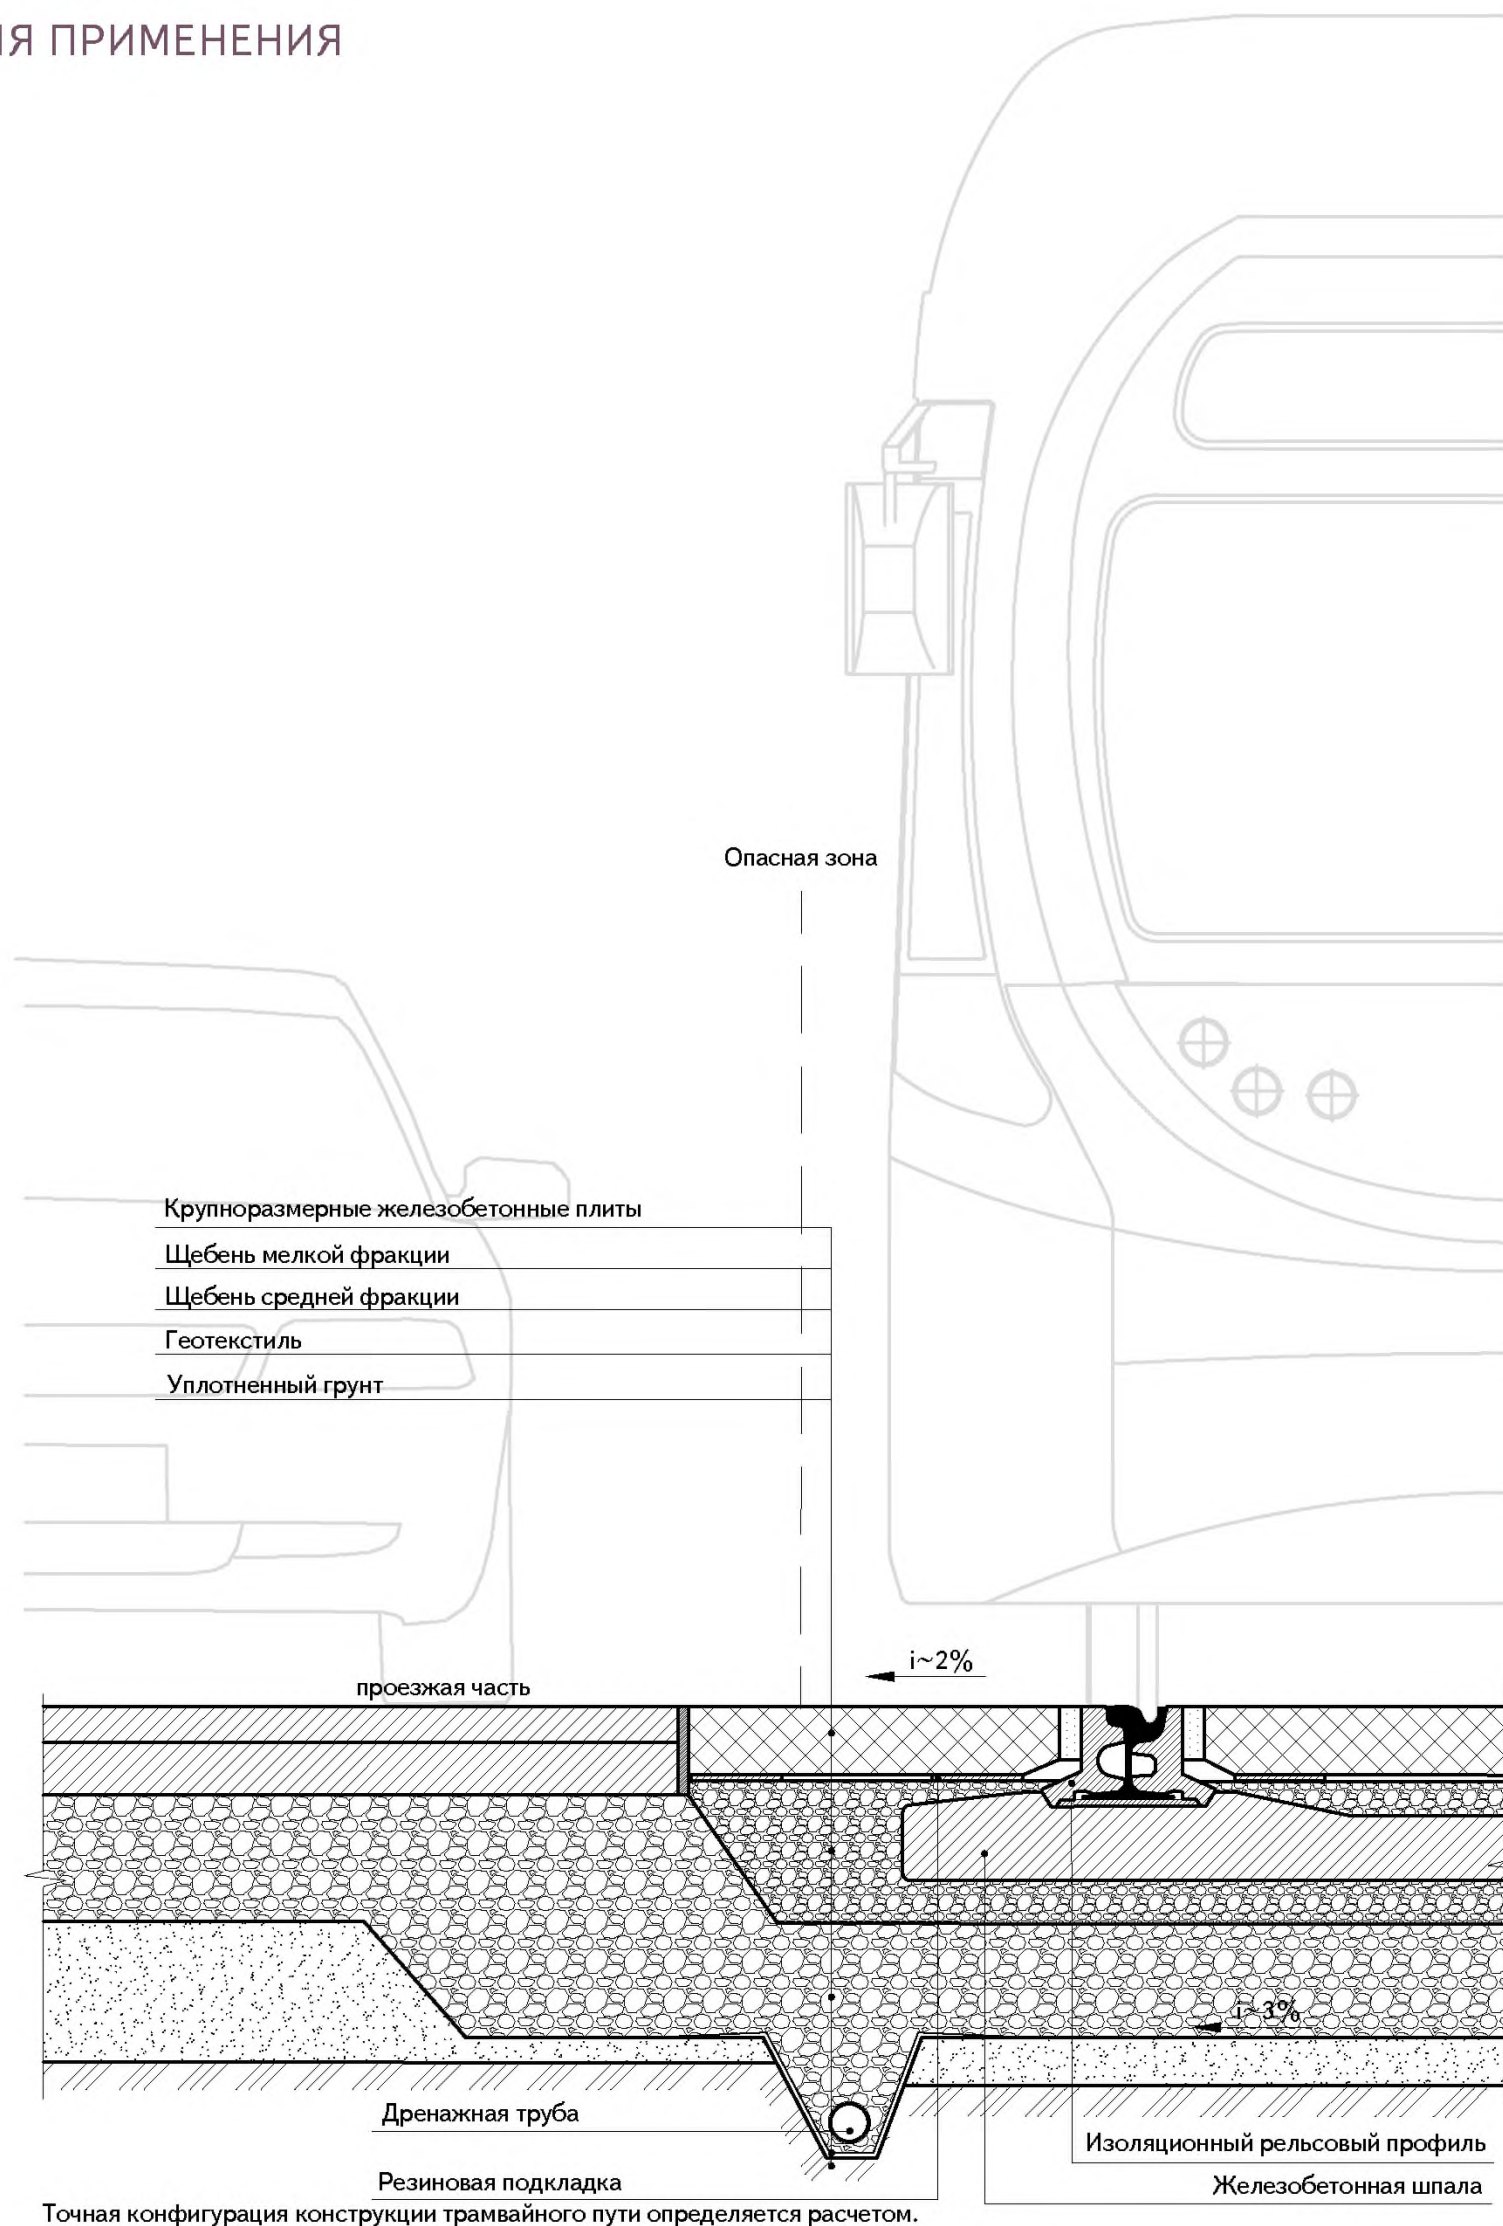 ИЯ ПРИМЕНЕНИЯ
Опасная зона
Крупноразмерные железобетонные плиты
Щебень мелкой фракции
Щебень средней фракции
Геотекстиль
Уплотненный грунт
i~2%
проезжая часть
i~3%
Дренажная труба
Изоляционный рельсовый профиль
Резиновая подкладка
Железобетонная шпала
Точная конфигурация конструкции трамвайного пути определяется расчетом.